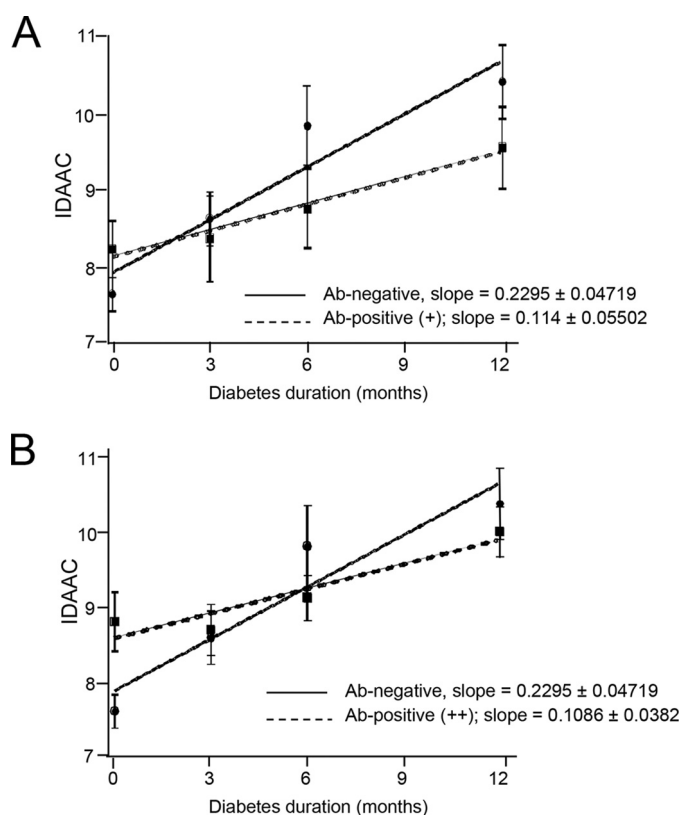 A
11
10
9
8
7
IDAAC
Ab-negative, slope = 0.2295 ± 0.04719
Ab-positive (+); slope = 0.114 ± 0.05502
0 3 6 9 12
Diabetes duration (months)
B
11
10
9
8
7
IDAAC
Ab-negative, slope = 0.2295 ± 0.04719
Ab-positive (++); slope = 0.1086 ± 0.0382
0 3 6 9 12
Diabetes duration (months)